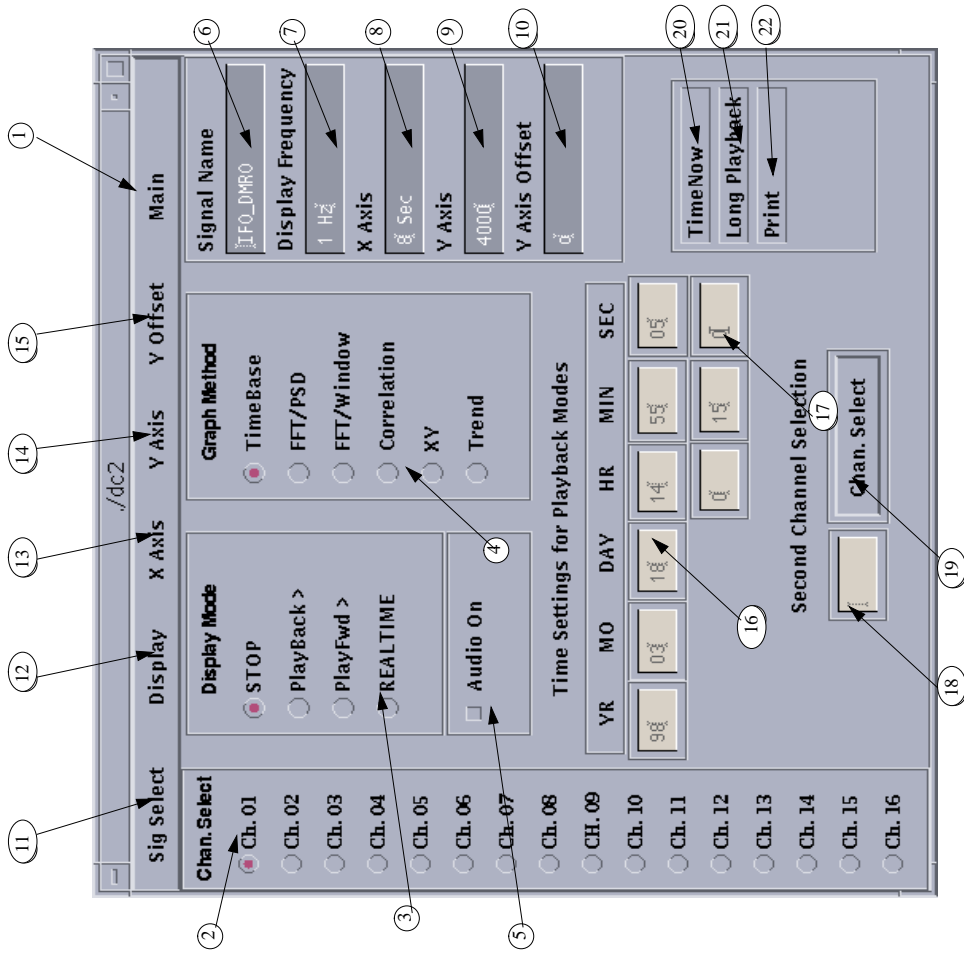 ./dc2
Sig Select Display X Axis Y Axis Y Offset Main
Chan. Select
Ch. 01
Ch. 02
Ch. 03
Ch. 04
Ch. 05
Ch. 06
Ch. 07
Ch. 08
CH. 09
Ch. 10
Ch. 11
Ch. 12
Ch. 13
Ch. 14
Ch. 15
Ch. 16
Display Mode
STOP
PlayBack >
PlayFwd >
REALTIME
Audio On
Graph Method
TimeBase
FFT/PSD
FFT/Window
Correlation
XY
Trend
Signal Name
IFO_DMRO
Display Frequency
1 Hz
X Axis
8 Sec
Y Axis
4000
Y Axis Offset
0
Time Settings for Playback Modes
YR MO DAY HR MIN SEC
98 03 18 14 55 05
0 15 0
Second Channel Selection
Chan. Select
TimeNow
Long Playback
Print
1
2
3
4
5
6
7
8
9
10
11
12
13
14
15
16
17
18
19
20
21
22